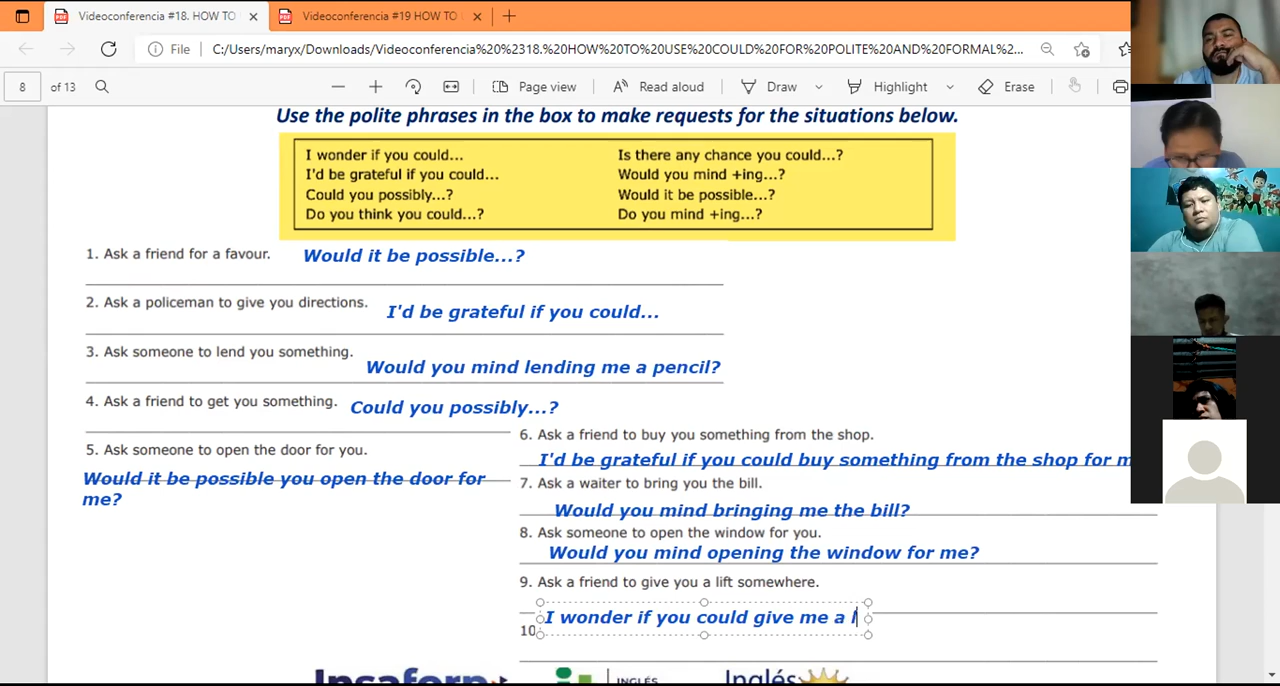 Videoconferencia #18. HOW TO
Videoconferencia #19 HOW TO
File
C:/Users/maryx/Downloads/Videoconferencia%20%2318.%20HOW%20TO%20USE%20COULD%20FOR%20POLITE%20AND%20FORMAL%2...
8 of 13
Page view
Read aloud
Draw
Highlight
Erase
Use the polite phrases in the box to make requests for the situations below.
I wonder if you could... Is there any chance you could...?
I'd be grateful if you could... Would you mind +ing...?
Could you possibly...? Would it be possible...?
Do you think you could...? Do you mind +ing...?
1. Ask a friend for a favour. Would it be possible...?
2. Ask a policeman to give you directions. I'd be grateful if you could...
3. Ask someone to lend you something. Would you mind lending me a pencil?
4. Ask a friend to get you something. Could you possibly...?
5. Ask someone to open the door for you.
Would it be possible you open the door for
me?
6. Ask a friend to buy you something from the shop.
I'd be grateful if you could buy something from the shop for m
7. Ask a waiter to bring you the bill.
Would you mind bringing me the bill?
8. Ask someone to open the window for you.
Would you mind opening the window for me?
9. Ask a friend to give you a lift somewhere.
I wonder if you could give me a l
10
Insaforp
INGLÉS
Inglés